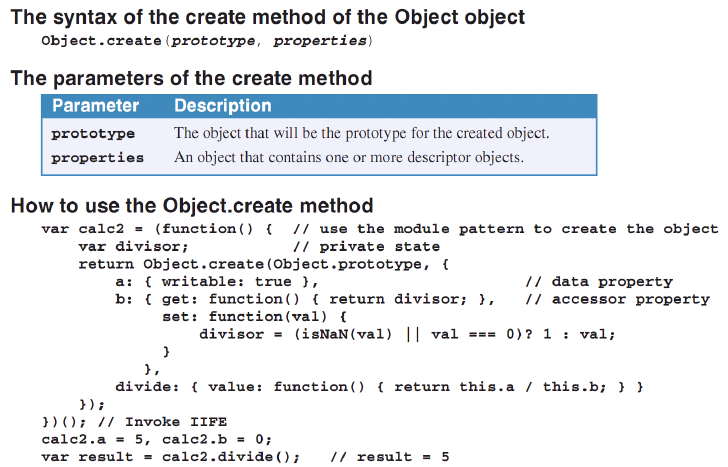 The syntax of the create method of the Object object
Object.create(prototype, properties)
The parameters of the create method
Parameter Description
prototype The object that will be the prototype for the created object.
properties An object that contains one or more descriptor objects.
How to use the Object.create method
var calc2 = (function() { // use the module pattern to create the object
    var divisor; // private state
    return Object.create(Object.prototype, {
        a: { writable: true }, // data property
        b: { get: function() { return divisor; }, // accessor property
             set: function(val) {
                 divisor = (isNaN(val) || val === 0)? 1 : val;
             }
           },
        divide: { value: function() { return this.a / this.b; } }
    });
})(); // Invoke IIFE
calc2.a = 5, calc2.b = 0;
var result = calc2.divide(); // result = 5